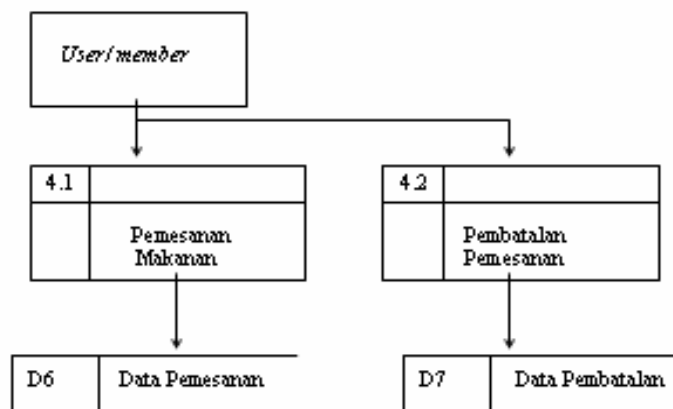 User/member
4.1
Pemesanan
Makanan
4.2
Pembatalan
Pemesanan
D6
Data Pemesanan
D7
Data Pembatalan